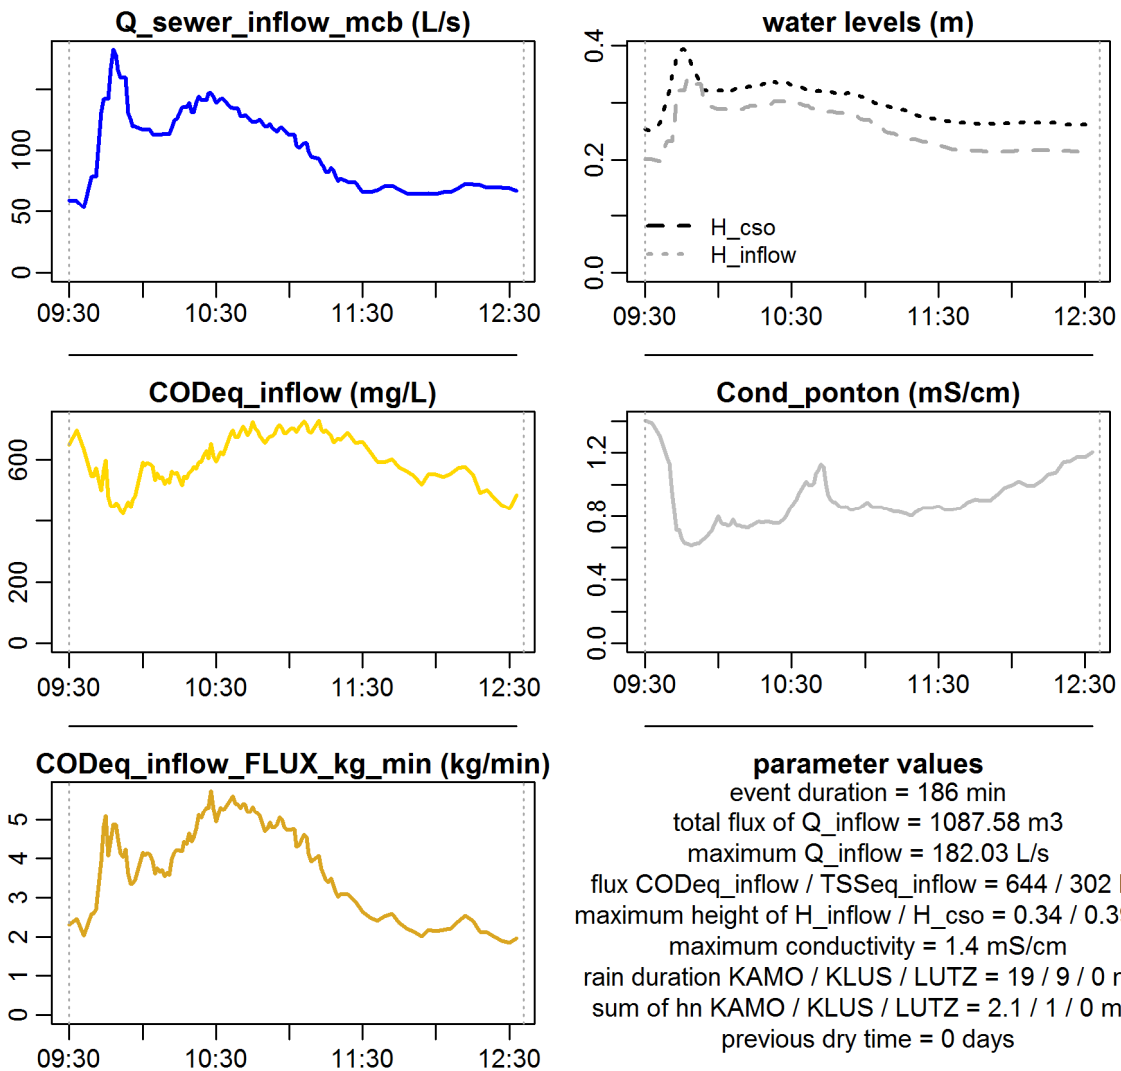 Q_sewer_inflow_mcb (L/s)
0
50
100
09:30
10:30
11:30
12:30
water levels (m)
0.0
0.2
0.4
H_cso
H_inflow
09:30
10:30
11:30
12:30
CODeq_inflow (mg/L)
0
200
600
09:30
10:30
11:30
12:30
Cond_ponton (mS/cm)
0.0
0.4
0.8
1.2
09:30
10:30
11:30
12:30
CODeq_inflow_FLUX_kg_min (kg/min)
0
1
2
3
4
5
09:30
10:30
11:30
12:30
parameter values
event duration = 186 min
total flux of Q_inflow = 1087.58 m3
maximum Q_inflow = 182.03 L/s
flux CODeq_inflow / TSSeq_inflow = 644 / 302
maximum height of H_inflow / H_cso = 0.34 / 0.39
maximum conductivity = 1.4 mS/cm
rain duration KAMO / KLUS / LUTZ = 19 / 9 / 0
sum of hn KAMO / KLUS / LUTZ = 2.1 / 1 / 0
previous dry time = 0 days